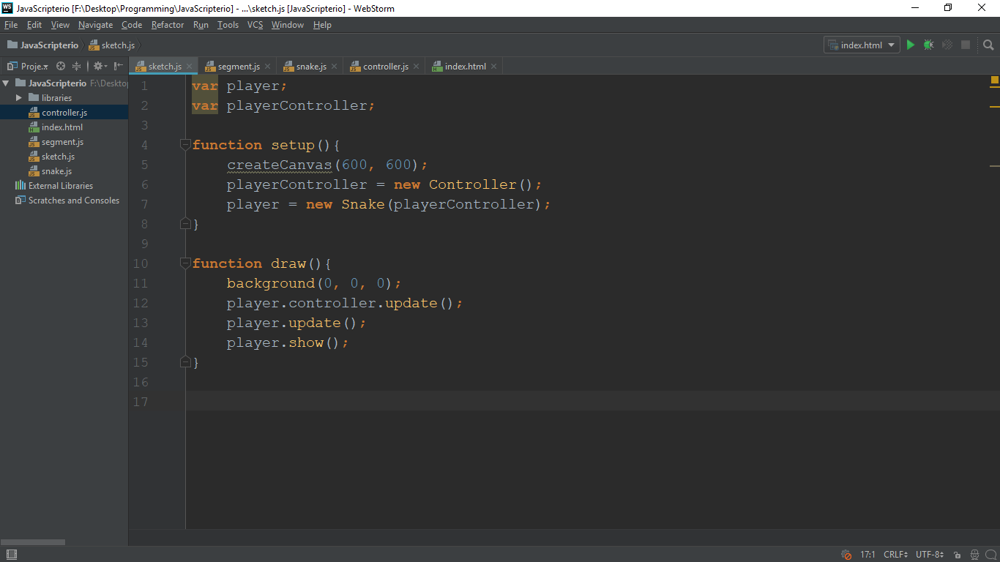 JavaScripterio [F:\Desktop\Programming\JavaScripterio] - ...\sketch.js [JavaScripterio] - WebStorm
File Edit View Navigate Code Refactor Run Tools VCS Window Help
JavaScripterio sketch.js index.html
Proje.. sketch.js segment.js snake.js controller.js index.html
JavaScripterio F:\Deskto
libraries
controller.js
index.html
segment.js
sketch.js
snake.js
External Libraries
Scratches and Consoles
1 var player;
2 var playerController;
3
4 function setup(){
5 createCanvas(600, 600);
6 playerController = new Controller();
7 player = new Snake(playerController);
8 }
9
10 function draw(){
11 background(0, 0, 0);
12 player.controller.update();
13 player.update();
14 player.show();
15 }
16
17
17:1 CRLF UTF-8